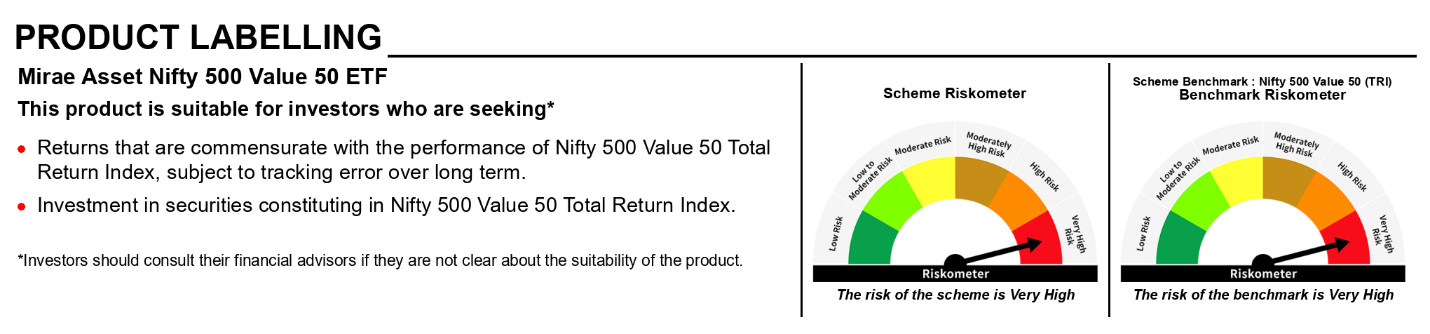 PRODUCT LABELLING
Mirae Asset Nifty 500 Value 50 ETF
This product is suitable for investors who are seeking*
Returns that are commensurate with the performance of Nifty 500 Value 50 Total
Return Index, subject to tracking error over long term.
Investment in securities constituting in Nifty 500 Value 50 Total Return Index.
*Investors should consult their financial advisors if they are not clear about the suitability of the product.
Scheme Riskometer
Low Risk
Low to
Moderate Risk
Moderate Risk
Moderately
High Risk
High Risk
Very High
Risk
Riskometer
The risk of the scheme is Very High
Scheme Benchmark : Nifty 500 Value 50 (TRI)
Benchmark Riskometer
Low Risk
Low to
Moderate Risk
Moderate Risk
Moderately
High Risk
High Risk
Very High
Risk
Riskometer
The risk of the benchmark is Very High